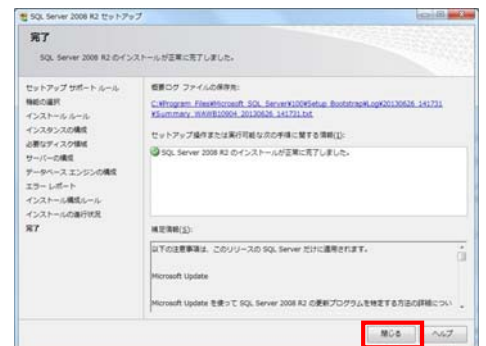 SQL Server 2008 R2 セットアップ
完了
SQL Server 2008 R2 のインストールが正常に完了しました。
セットアップ サポート ルール
機能の選択
インストール ルール
インスタンスの構成
必要なディスク領域
サーバーの構成
データベース エンジンの構成
エラー レポート
インストール構成ルール
インストールの進行状況
完了
概要ログ ファイルの保存先:
C:¥Program Files¥Microsoft SQL Server¥100¥Setup Bootstrap¥Log¥20130626_141731
¥Summary_WAWB10904_20130626_141731.txt
セットアップ操作または実行可能な次の手順に関する情報(I):
SQL Server 2008 R2 のインストールが正常に完了しました。
補足情報(S):
以下の注意事項は、このリリースの SQL Server だけに適用されます。
Microsoft Update
Microsoft Update を使って SQL Server 2008 R2 の更新プログラムを特定する方法の詳細につい
閉じる
ヘルプ